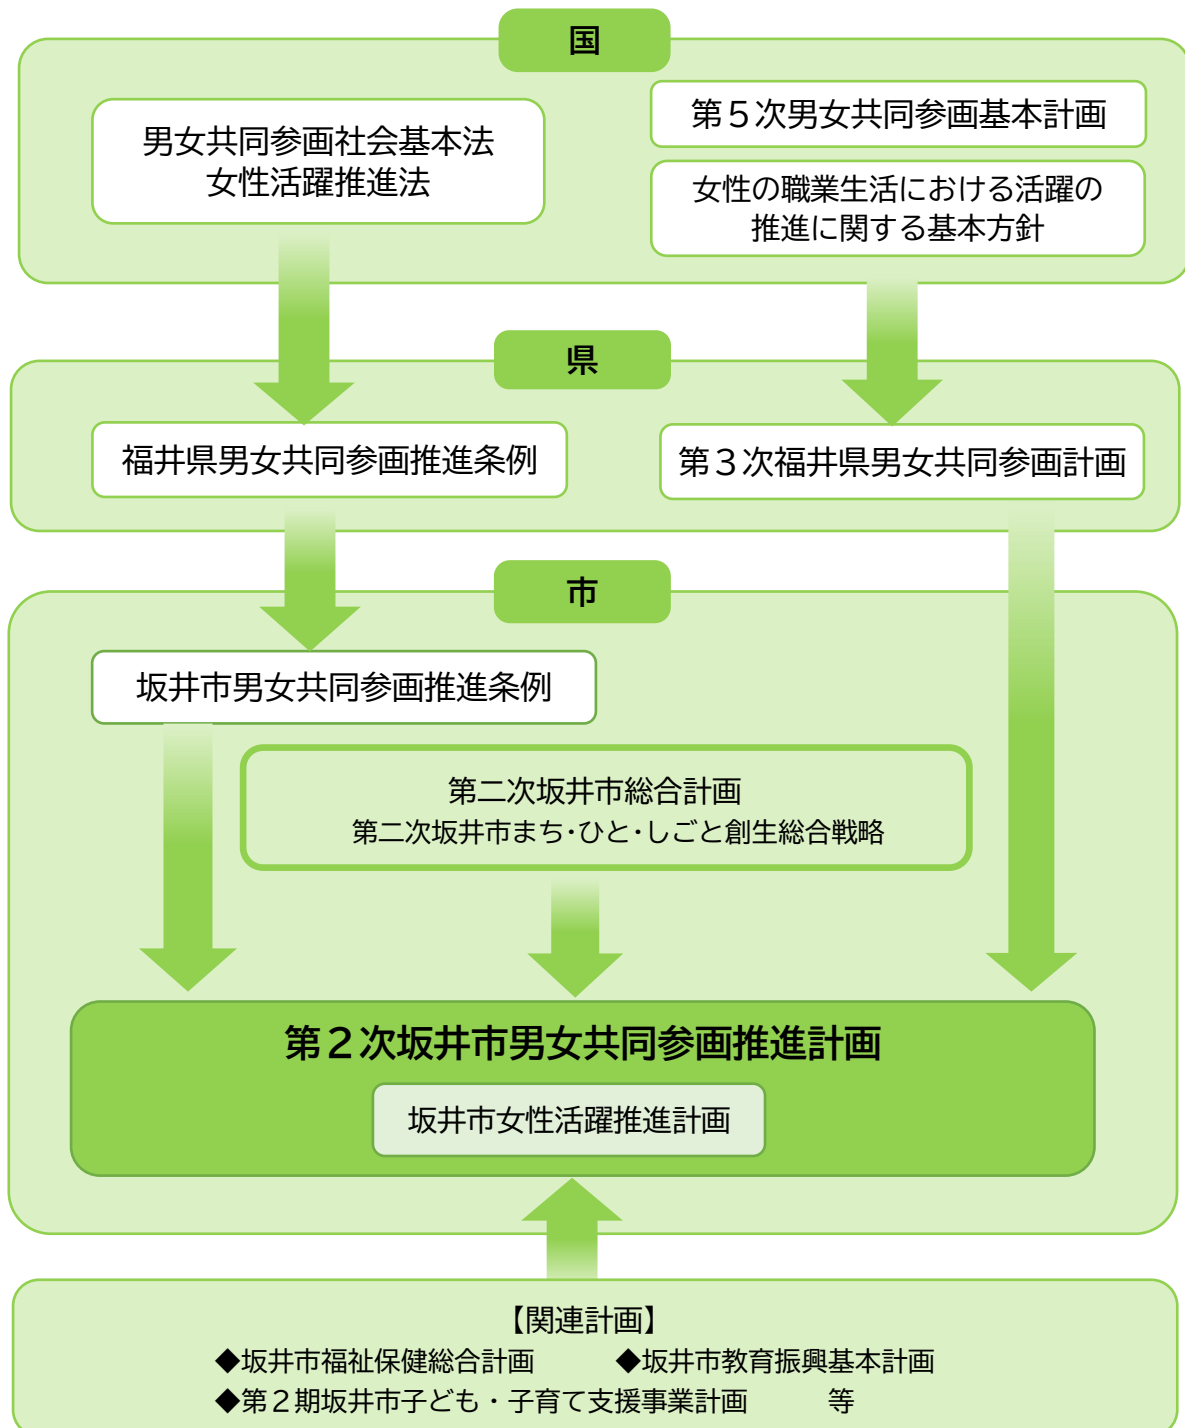 国
男女共同参画社会基本法
女性活躍推進法
第５次男女共同参画基本計画
女性の職業生活における活躍の
推進に関する基本方針
県
福井県男女共同参画推進条例
第３次福井県男女共同参画計画
市
坂井市男女共同参画推進条例
第二次坂井市総合計画
第二次坂井市まち・ひと・しごと創生総合戦略
第２次坂井市男女共同参画推進計画
坂井市女性活躍推進計画
【関連計画】
◆坂井市福祉保健総合計画　　　◆坂井市教育振興基本計画
◆第２期坂井市子ども・子育て支援事業計画　　　等